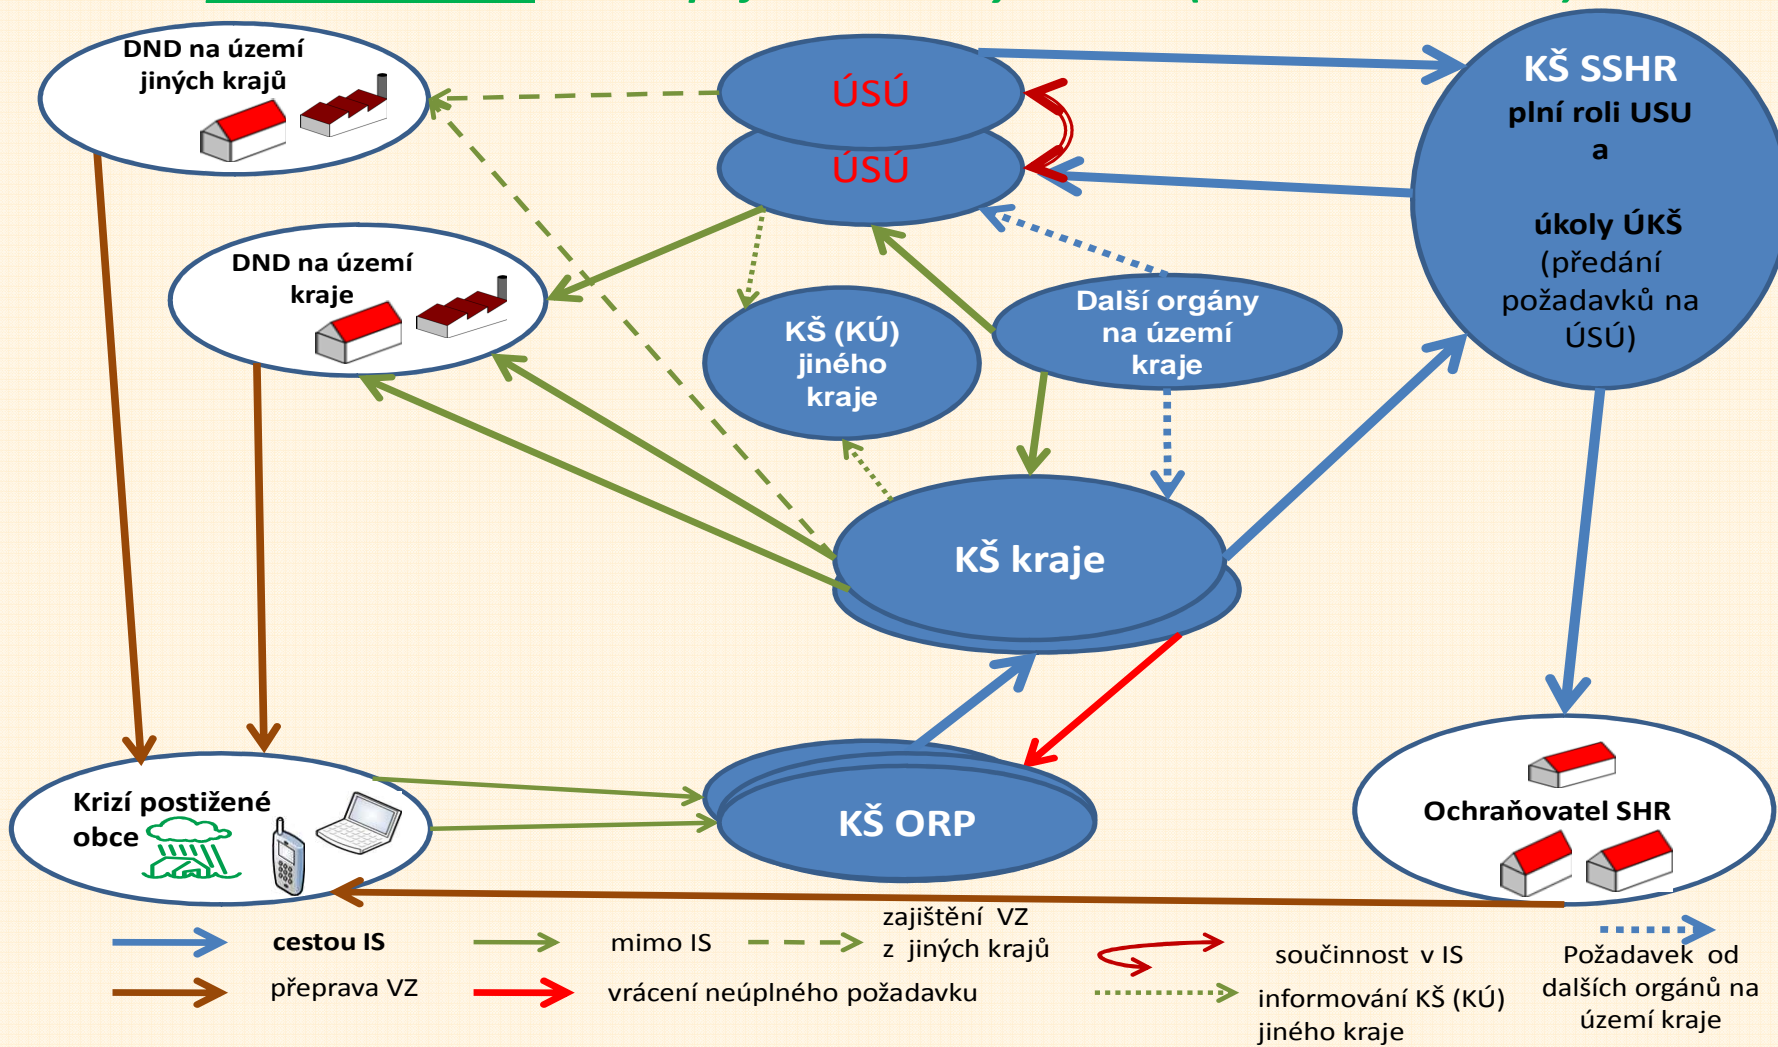 DND na území
jiných krajů
ÚSÚ
ÚSÚ
KŠ SSHR
plní roli USU
a
úkoly ÚKŠ
(předání
požadavků na
ÚSÚ)
DND na území
kraje
KŠ (KÚ)
jiného
kraje
Další orgány
na území
kraje
KŠ kraje
Krizí postižené
obce
KŠ ORP
Ochraňovatel SHR
cestou IS
mimo IS
zajištění VZ
z jiných krajů
součinnost v IS
Požadavek od
dalších orgánů na
území kraje
přeprava VZ
vrácení neúplného požadavku
informování KŠ (KÚ)
jiného kraje